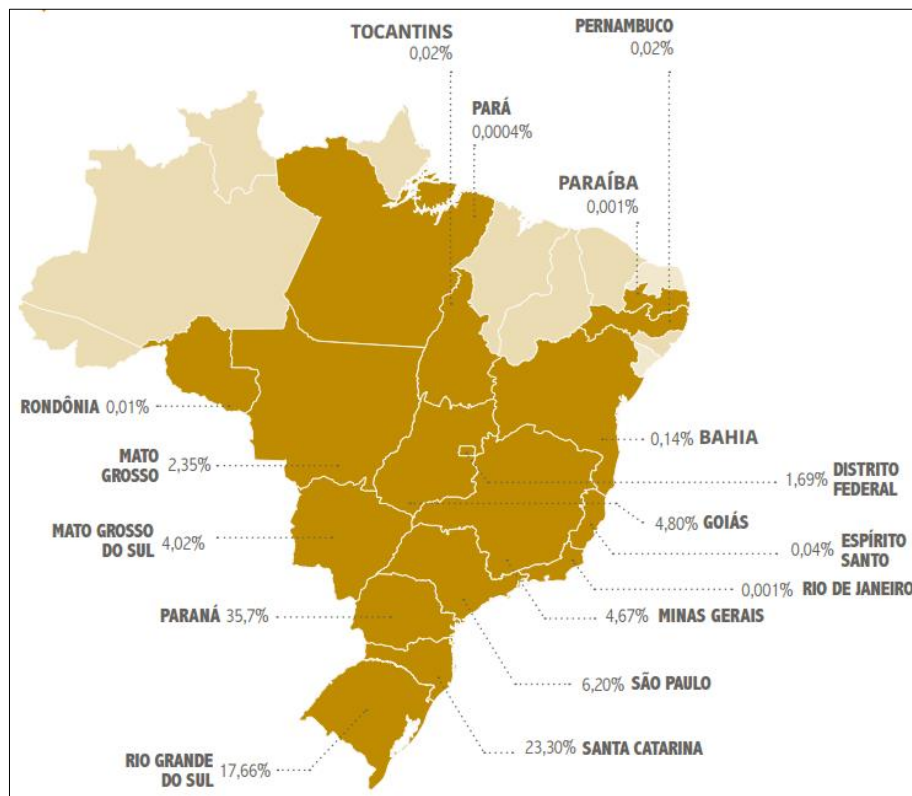 TOCANTINS
0,02%
PERNAMBUCO
0,02%
PARÁ
0,0004%
PARAÍBA
0,001%
RONDÔNIA 0,01%
0,14% BAHIA
MATO
GROSSO 2,35%
1,69% DISTRITO
FEDERAL
MATO GROSSO
DO SUL 4,02%
4,80% GOIÁS
0,04% ESPÍRITO
SANTO
0,001% RIO DE JANEIRO
PARANÁ 35,7%
4,67% MINAS GERAIS
6,20% SÃO PAULO
23,30% SANTA CATARINA
RIO GRANDE
DO SUL 17,66%